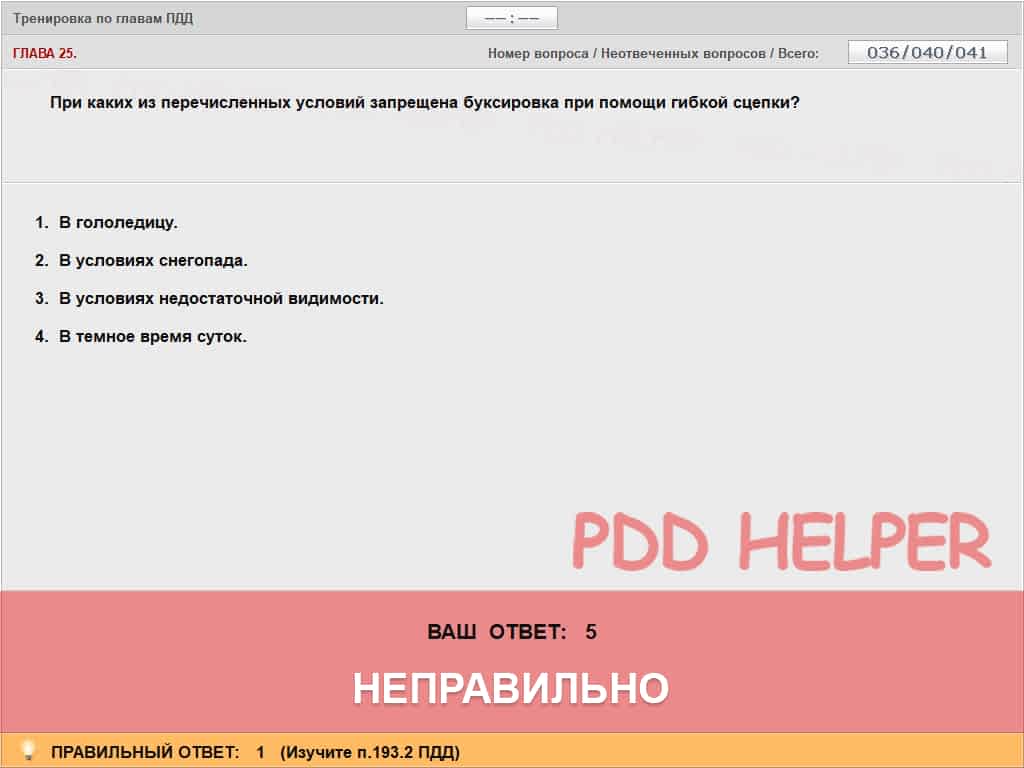 Тренировка по главам ПДД
—— : ——
ГЛАВА 25.
Номер вопроса / Неотвеченных вопросов / Всего:
036/040/041
При каких из перечисленных условий запрещена буксировка при помощи гибкой сцепки?
1. В гололедицу.
2. В условиях снегопада.
3. В условиях недостаточной видимости.
4. В темное время суток.
PDD HELPER
ВАШ ОТВЕТ: 5
НЕПРАВИЛЬНО
ПРАВИЛЬНЫЙ ОТВЕТ: 1 (Изучите п.193.2 ПДД)